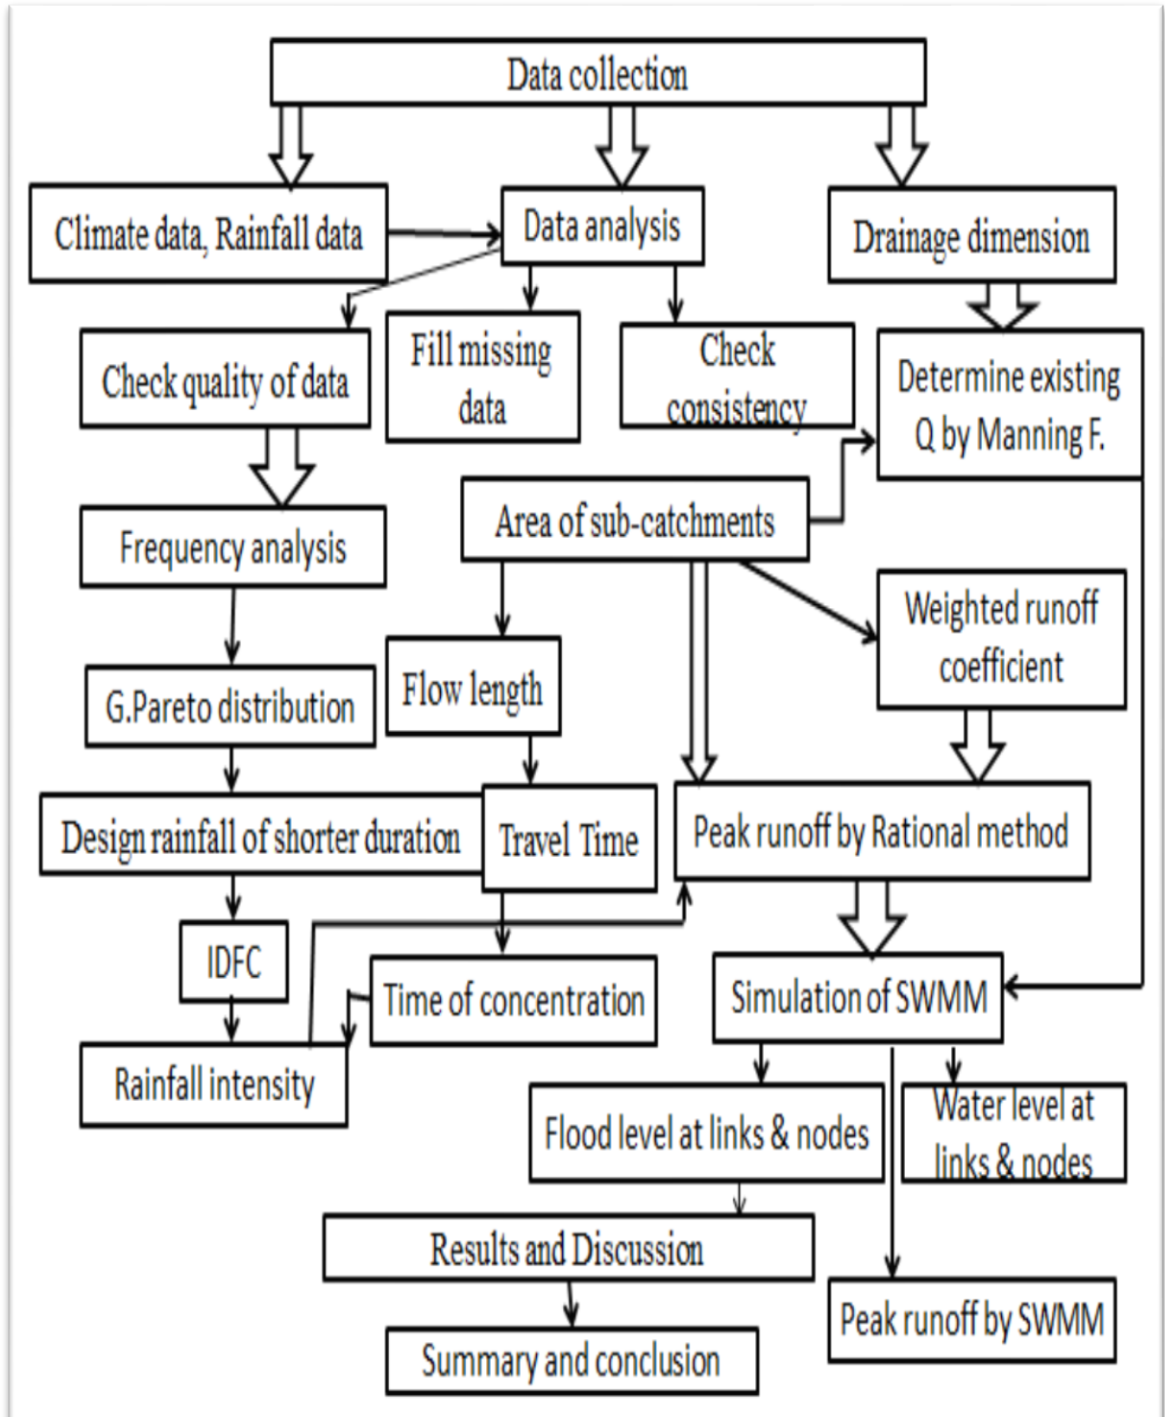 Data collection
Climate data, Rainfall data
Data analysis
Drainage dimension
Check quality of data
Fill missing
data
Check
consistency
Determine existing
Q by Manning F.
Area of sub-catchments
Frequency analysis
Weighted runoff
coefficient
Flow length
G.Pareto distribution
Design rainfall of shorter duration
Travel Time
Peak runoff by Rational method
IDFC
Time of concentration
Simulation of SWMM
Rainfall intensity
Flood level at links & nodes
Water level at
links & nodes
Results and Discussion
Peak runoff by SWMM
Summary and conclusion